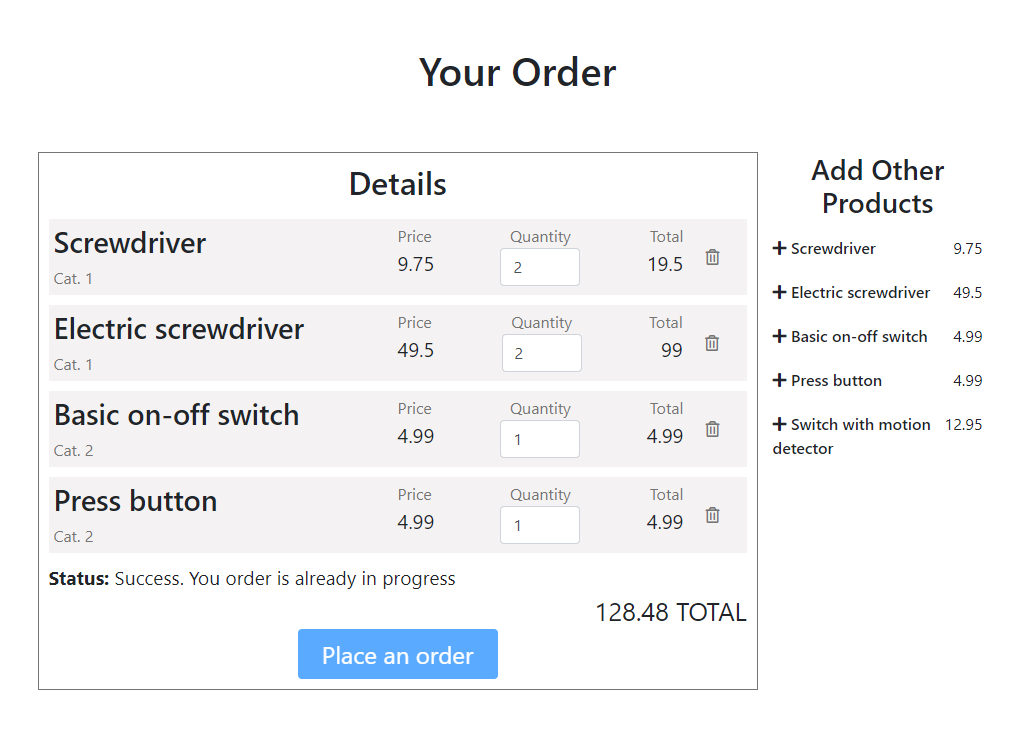 Your Order
Details
Screwdriver
Cat. 1
Price
9.75
Quantity
2
Total
19.5
Electric screwdriver
Cat. 1
Price
49.5
Quantity
2
Total
99
Basic on-off switch
Cat. 2
Price
4.99
Quantity
1
Total
4.99
Press button
Cat. 2
Price
4.99
Quantity
1
Total
4.99
Status: Success. You order is already in progress
128.48 TOTAL
Place an order
Add Other
Products
+ Screwdriver 9.75
+ Electric screwdriver 49.5
+ Basic on-off switch 4.99
+ Press button 4.99
+ Switch with motion 12.95
detector